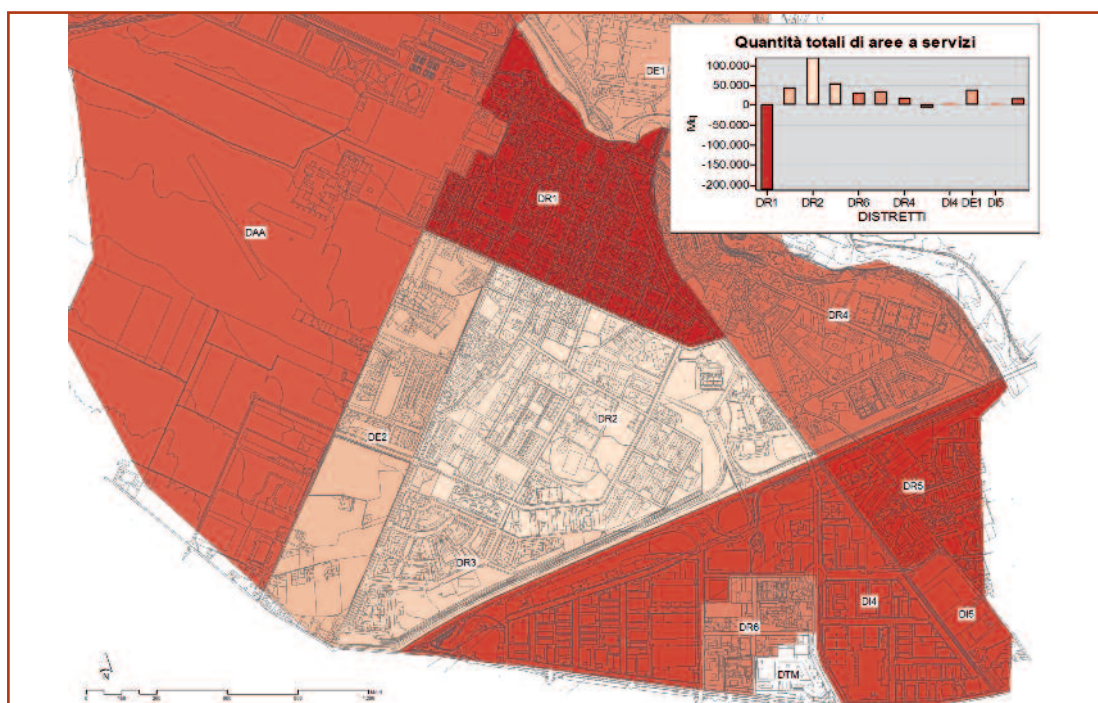 Quantità totali di aree a servizi
100.000
50.000
0
-50.000
-100.000
-150.000
-200.000
Mq
DR1 DR2 DR6 DR4 DI4 DE1 DI5
DISTRETTI
DE1
DR1
DAA
DR4
DR2
DE2
DR5
DR3
DI4
DI5
DR6
DTM
N